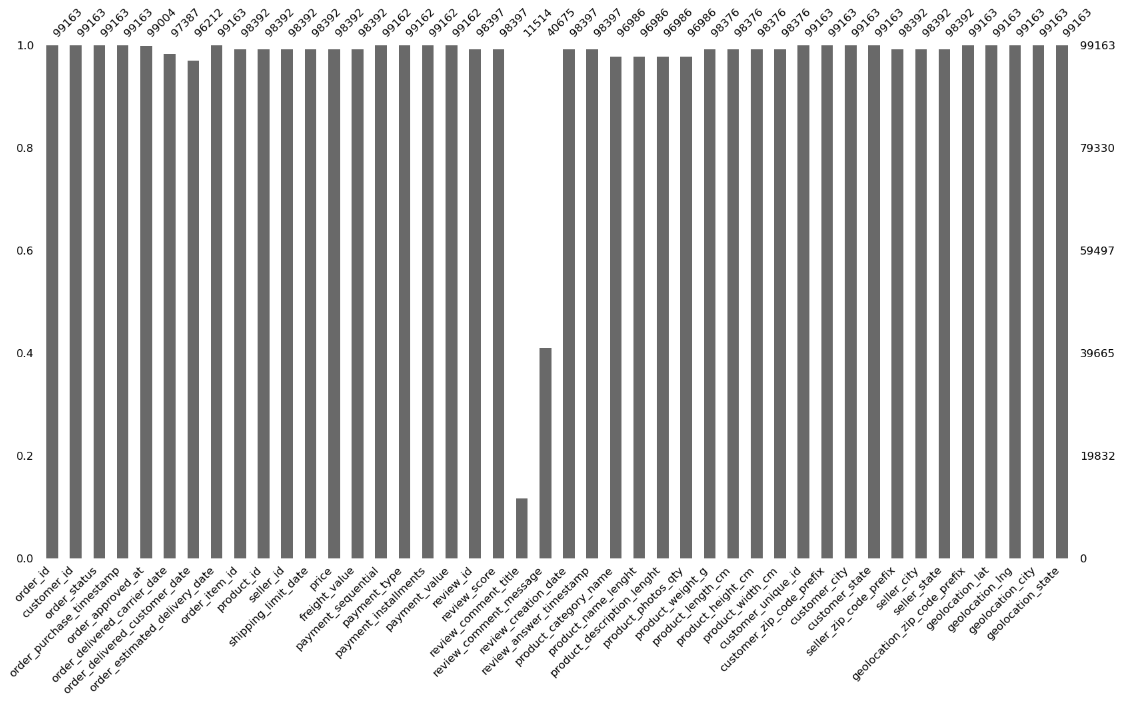 99163
99163
99163
99163
99004
97387
96212
99163
98392
98392
98392
98392
98392
98392
99162
99162
99162
99162
98397
98397
11514
40675
98397
98397
96986
96986
96986
96986
98376
98376
98376
98376
99163
99163
99163
99163
98392
98392
98392
99163
99163
99163
99163
99163
1.0
0.8
0.6
0.4
0.2
0.0
99163
79330
59497
39665
19832
0
order_id
customer_id
order_status
order_purchase_timestamp
order_approved_at
order_delivered_carrier_date
order_delivered_customer_date
order_estimated_delivery_date
order_item_id
product_id
seller_id
shipping_limit_date
price
freight_value
payment_sequential
payment_type
payment_installments
payment_value
review_id
review_score
review_comment_title
review_comment_message
review_creation_date
review_answer_timestamp
product_category_name
product_name_lenght
product_description_lenght
product_photos_qty
product_weight_g
product_length_cm
product_height_cm
product_width_cm
customer_unique_id
customer_zip_code_prefix
customer_city
customer_state
seller_zip_code_prefix
seller_city
seller_state
geolocation_zip_code_prefix
geolocation_lat
geolocation_lng
geolocation_city
geolocation_state